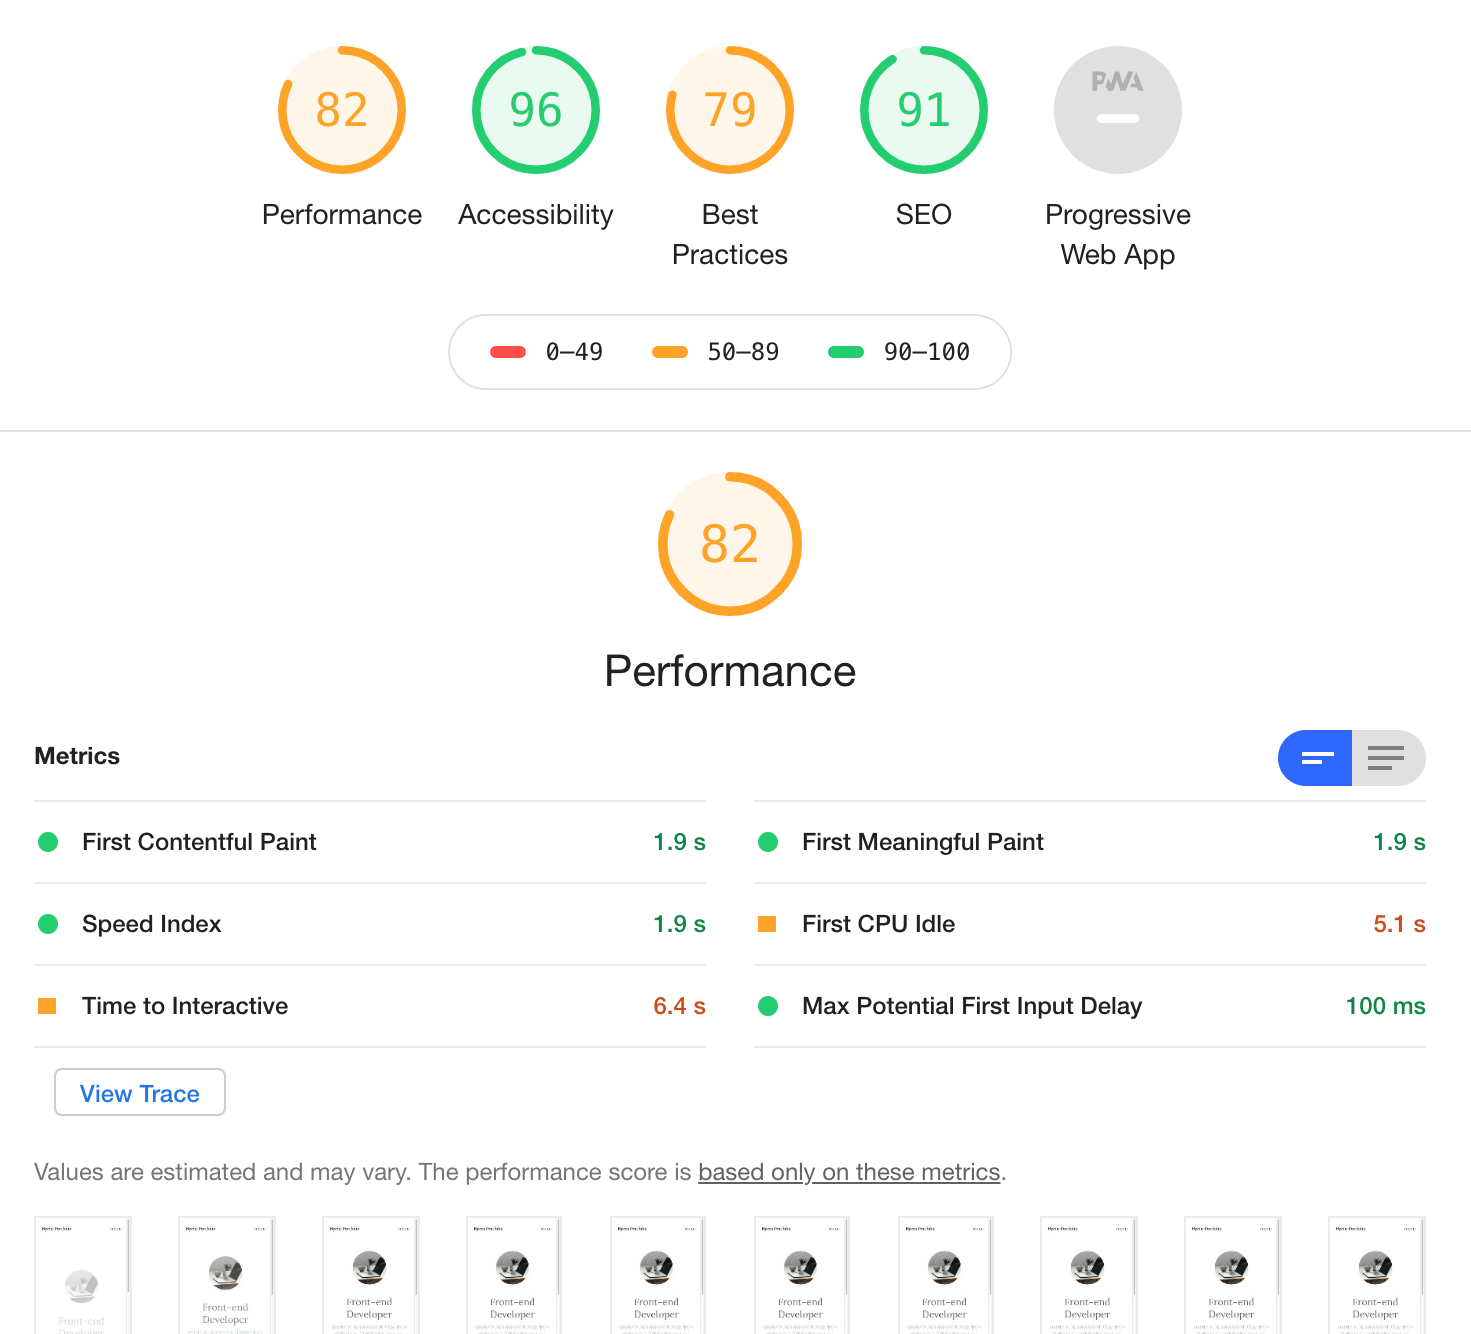 82
96
79
91
PWA
Performance
Accessibility
Best
Practices
SEO
Progressive
Web App
0–49
50–89
90–100
82
Performance
Metrics
First Contentful Paint
1.9 s
First Meaningful Paint
1.9 s
Speed Index
1.9 s
First CPU Idle
5.1 s
Time to Interactive
6.4 s
Max Potential First Input Delay
100 ms
View Trace
Values are estimated and may vary. The performance score is based only on these metrics.
Front-end
Developer
Front-end
Developer
Front-end
Developer
Front-end
Developer
Front-end
Developer
Front-end
Developer
Front-end
Developer
Front-end
Developer
Front-end
Developer
Front-end
Developer